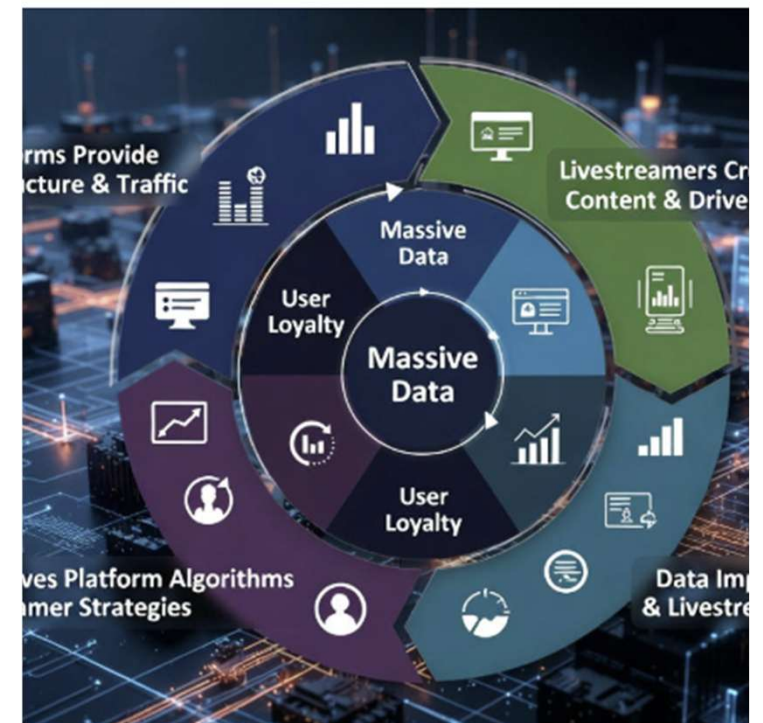 rms Provide
cture & Traffic
Livestreamers Cr
Content & Drive
Massive
Data
User
Loyalty
Massive
Data
User
Loyalty
ves Platform Algorithms
mer Strategies
Data Imp
& Livestre